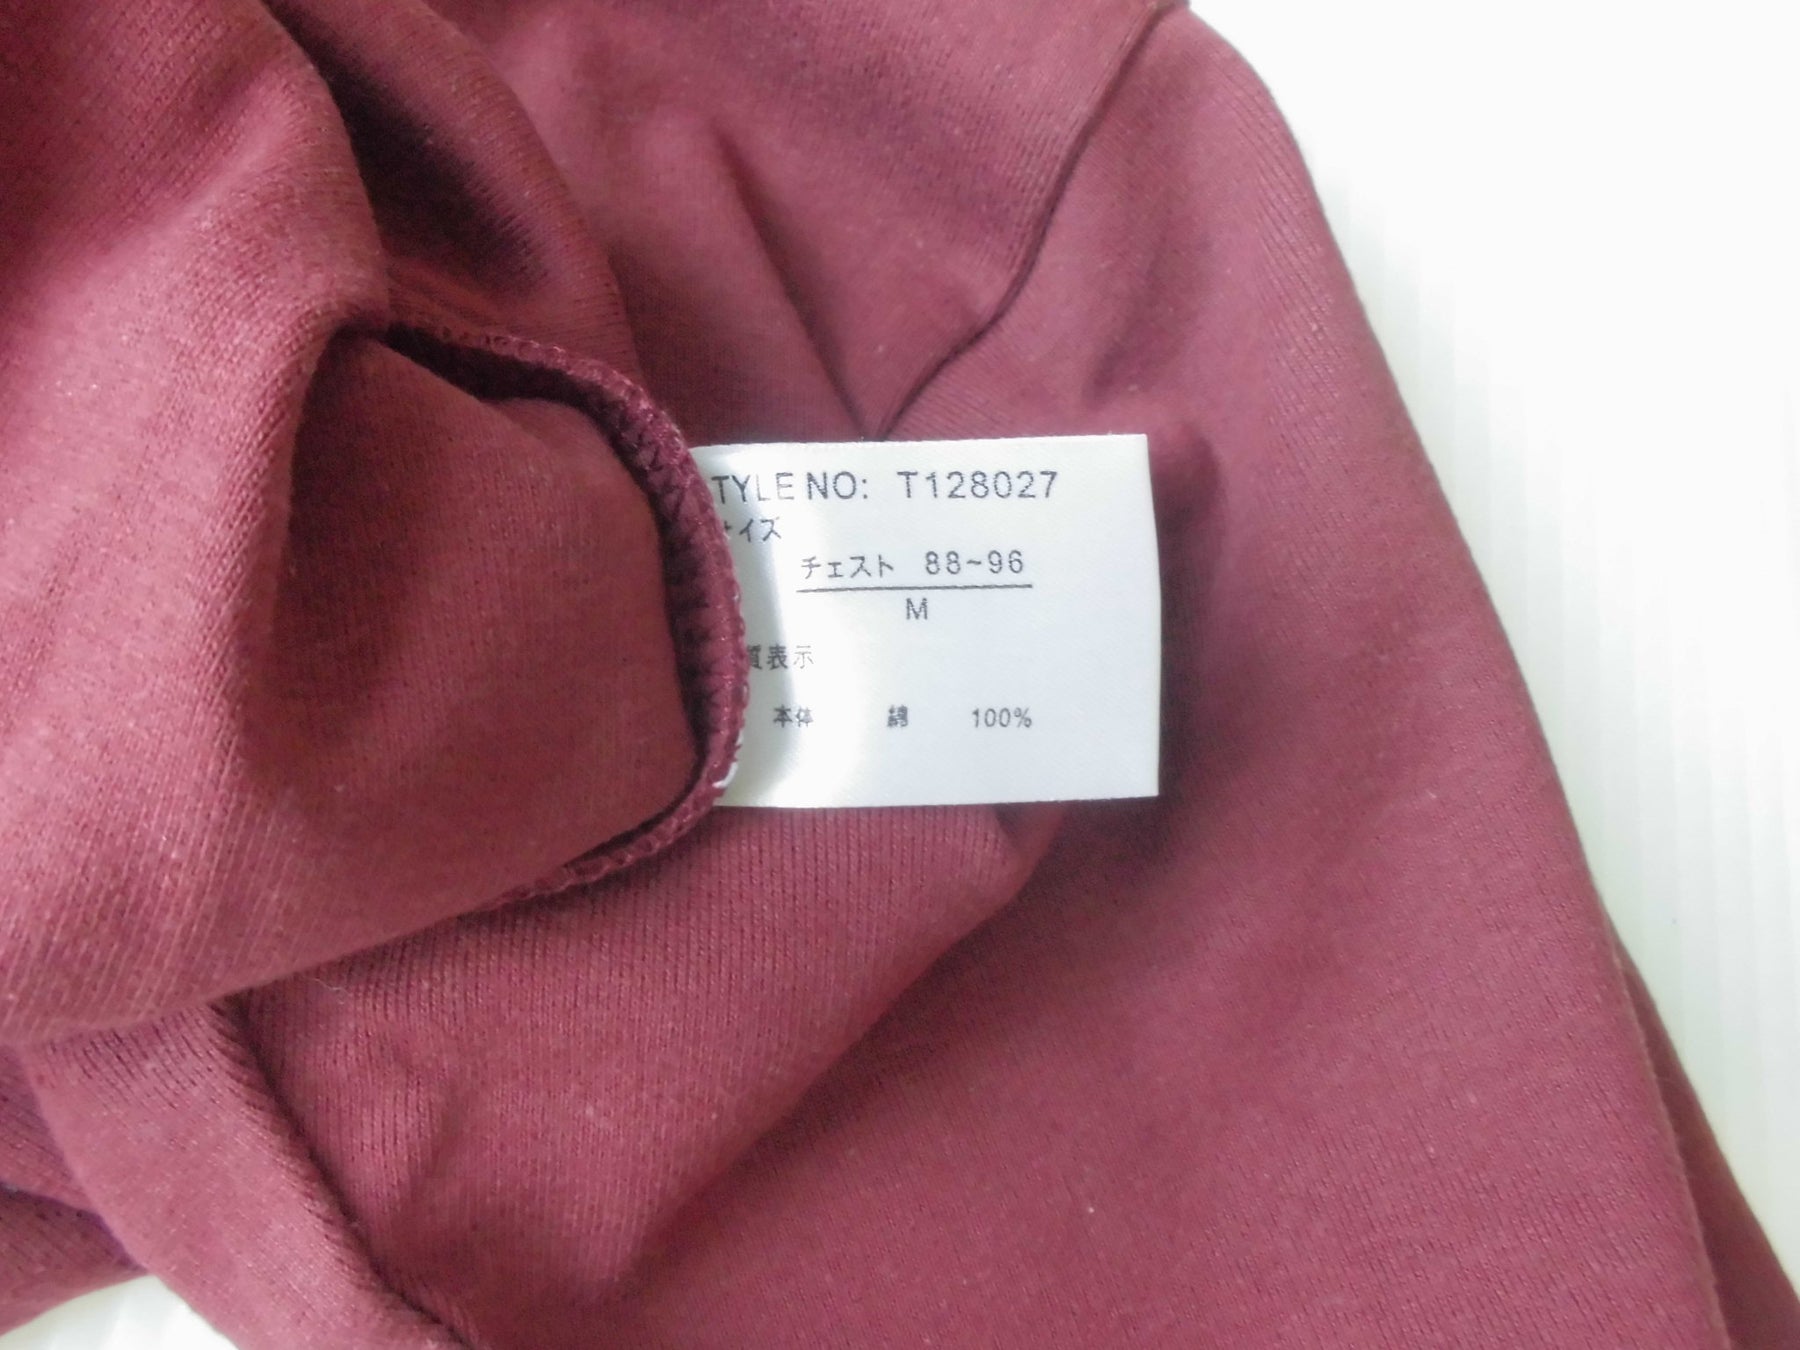 TYLE NO: T128027
イズ
チェスト 88~96
M
質表示
本体 綿 100%